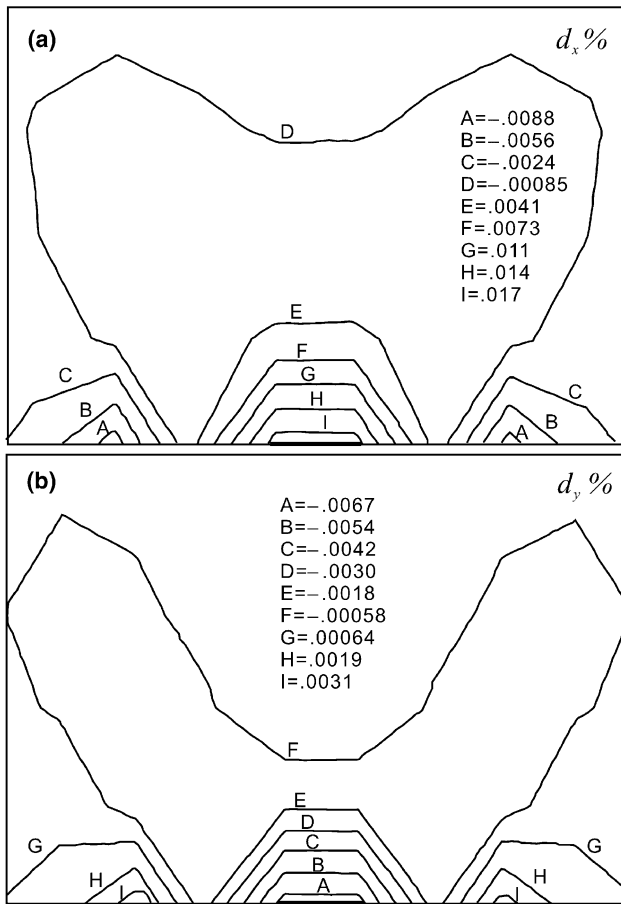 (a)
dx%
D
A=−.0088
B=−.0056
C=−.0024
D=−.00085
E=.0041
F=.0073
G=.011
H=.014
I=.017
E
F
G
H
I
C
B
A
C
B
A
(b)
dy%
A=−.0067
B=−.0054
C=−.0042
D=−.0030
E=−.0018
F=−.00058
G=.00064
H=.0019
I=.0031
F
E
D
C
B
A
G
H
I
G
H
I